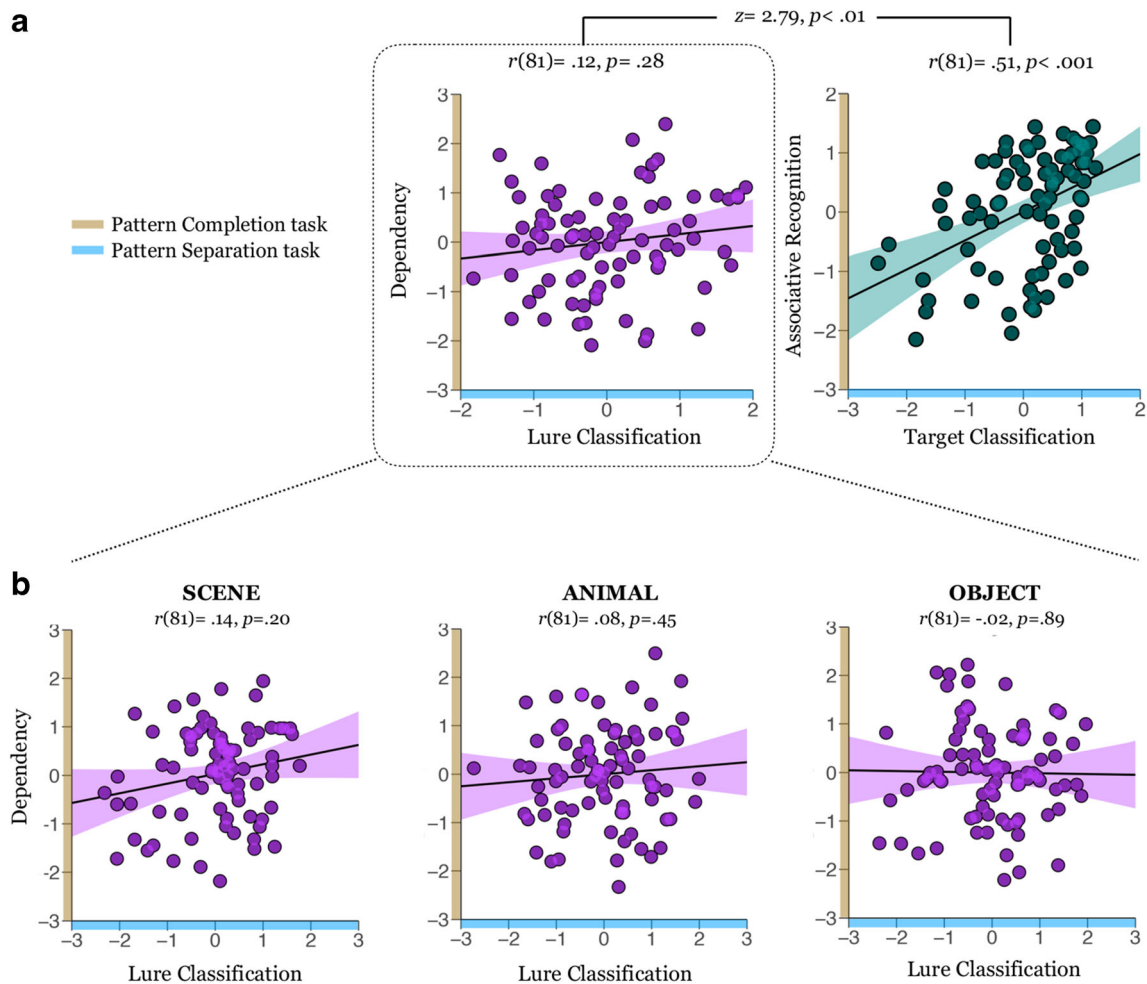 a
z= 2.79, p< .01
r(81)= .12, p= .28
r(81)= .51, p< .001
Pattern Completion task
Pattern Separation task
Dependency
3
2
1
0
−1
−2
−3
−2 −1 0 1 2
Lure Classification
Associative Recognition
2
1
0
−1
−2
−3
−3 −2 −1 0 1 2
Target Classification
b
SCENE
r(81)= .14, p=.20
Dependency
3
2
1
0
-1
-2
−3
−3 −2 −1 0 1 2 3
Lure Classification
ANIMAL
r(81)= .08, p=.45
3
2
1
0
-1
-2
−3
−3 −2 −1 0 1 2 3
Lure Classification
OBJECT
r(81)= -.02, p=.89
3
2
1
0
−1
−2
−3
−3 −2 −1 0 1 2 3
Lure Classification